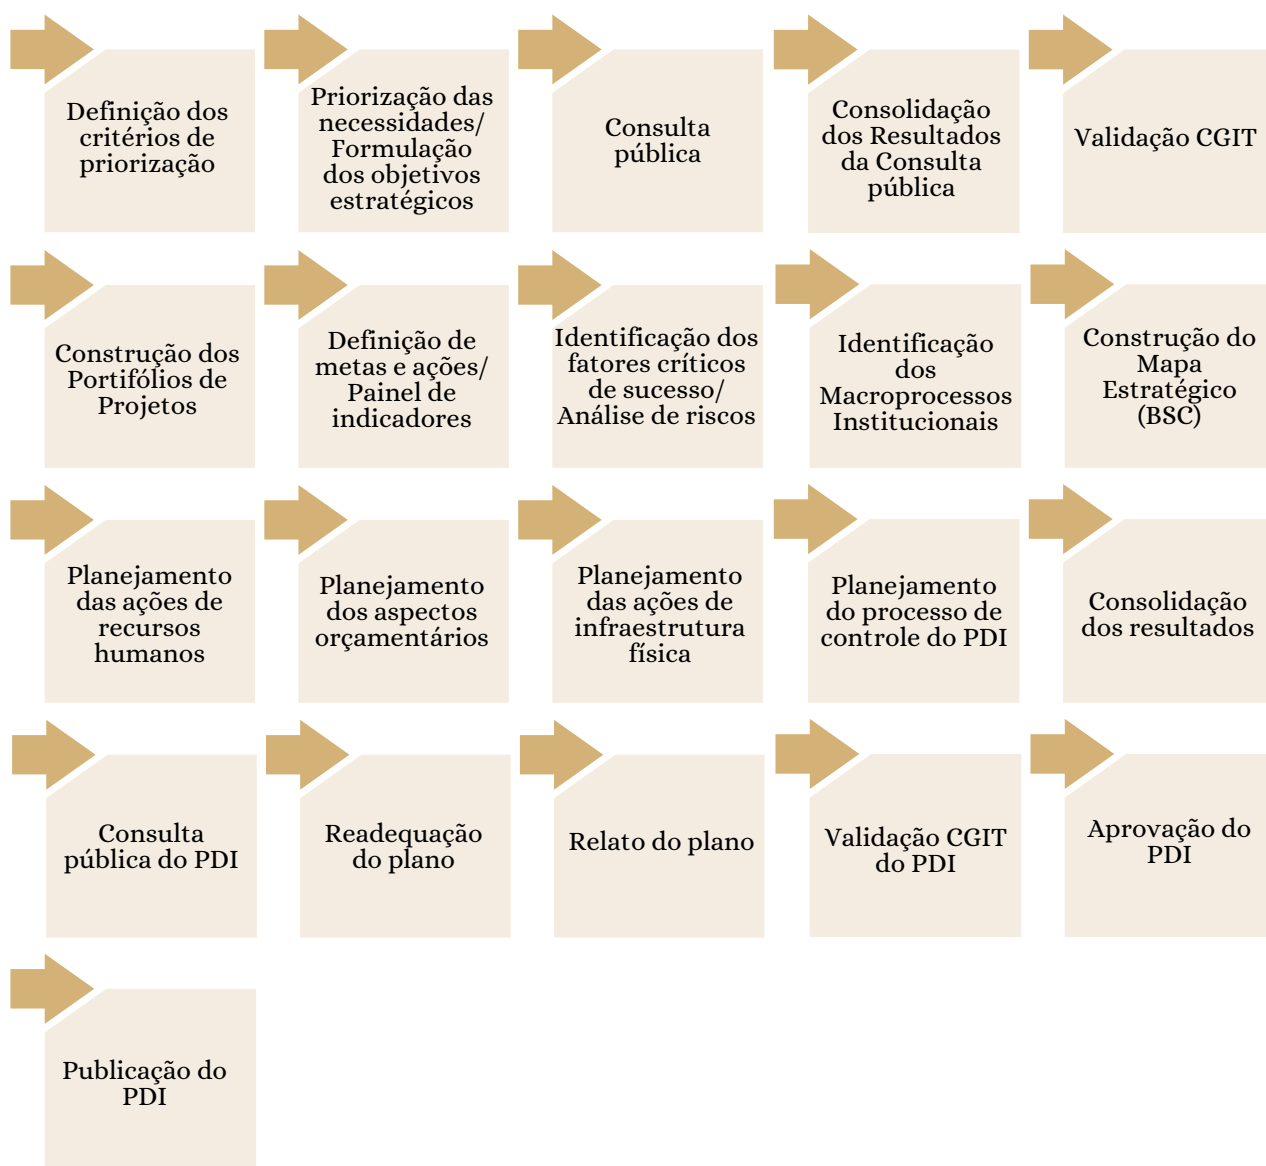 Definição dos
critérios de
priorização
Priorização das
necessidades/
Formulação
dos objetivos
estratégicos
Consulta
pública
Consolidação
dos Resultados
da Consulta
pública
Validação CGIT
Construção dos
Portifólios de
Projetos
Definição de
metas e ações/
Painel de
indicadores
Identificação dos
fatores críticos
de sucesso/
Análise de riscos
Identificação
dos
Macroprocessos
Institucionais
Construção do
Mapa
Estratégico
(BSC)
Planejamento
das ações de
recursos
humanos
Planejamento
dos aspectos
orçamentários
Planejamento
das ações de
infraestrutura
física
Planejamento
do processo de
controle do PDI
Consolidação
dos resultados
Consulta
pública do PDI
Readequação
do plano
Relato do plano
Validação CGIT
do PDI
Aprovação do
PDI
Publicação do
PDI